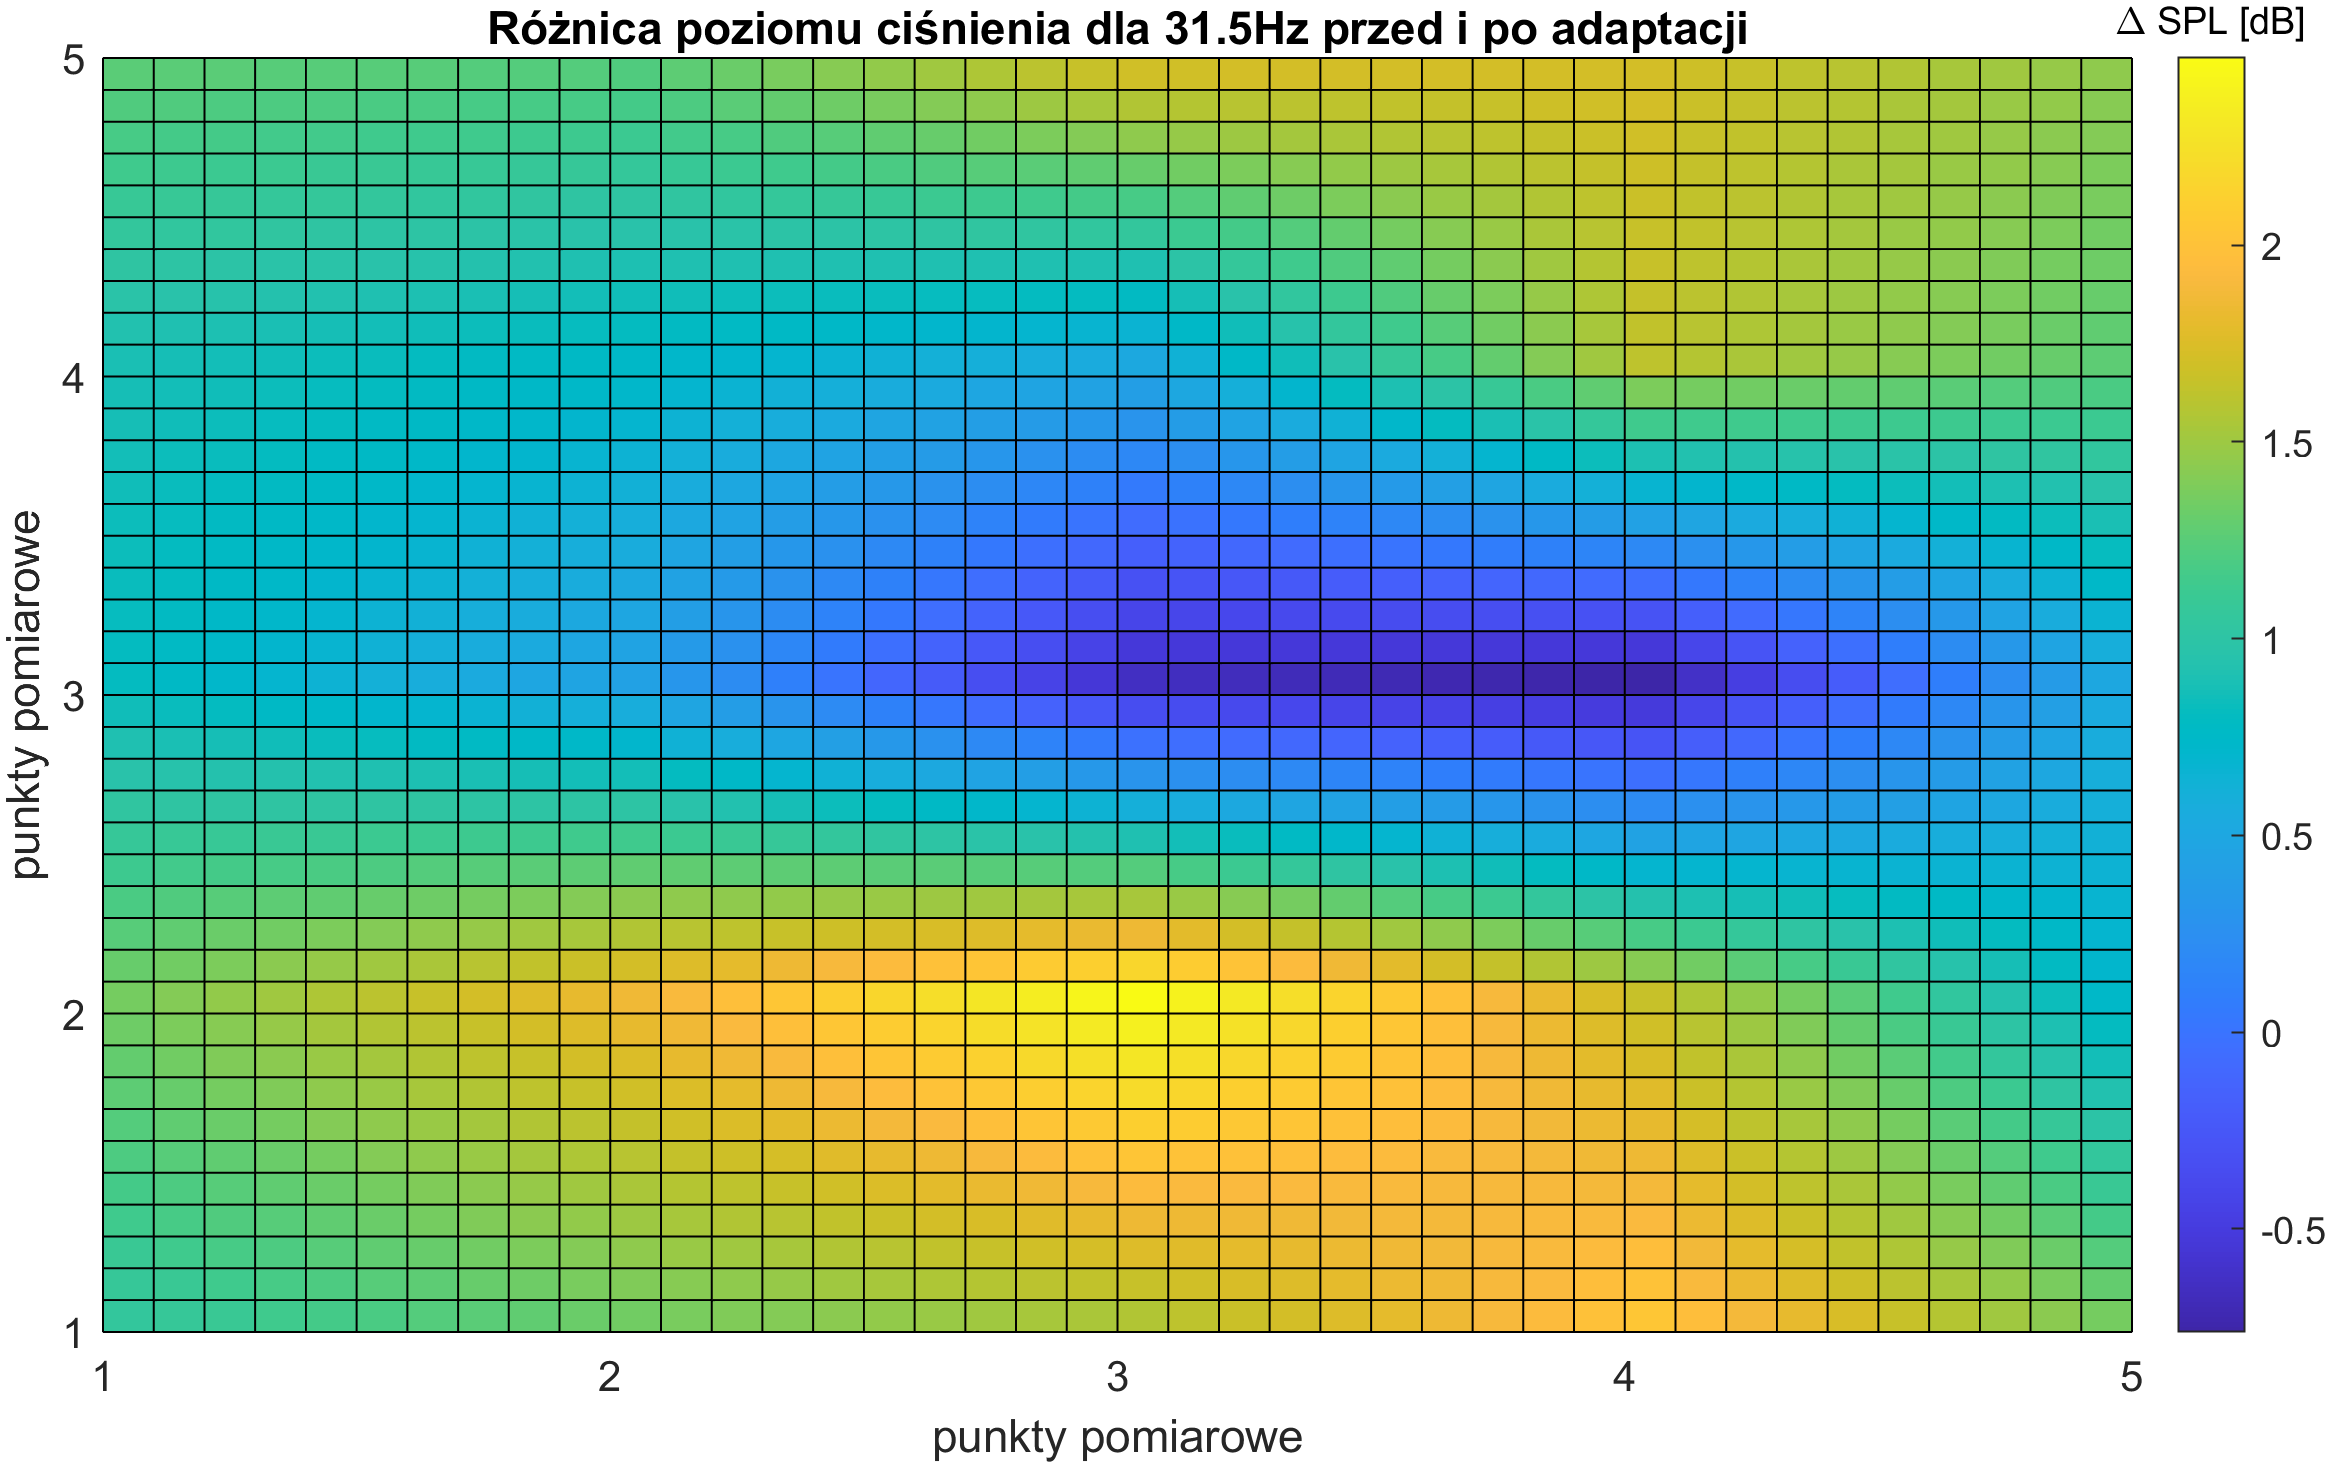 Różnica poziomu ciśnienia dla 31.5Hz przed i po adaptacji
Δ SPL [dB]
5
4
3
2
1
punkty pomiarowe
1 2 3 4 5
punkty pomiarowe
2
1.5
1
0.5
0
-0.5